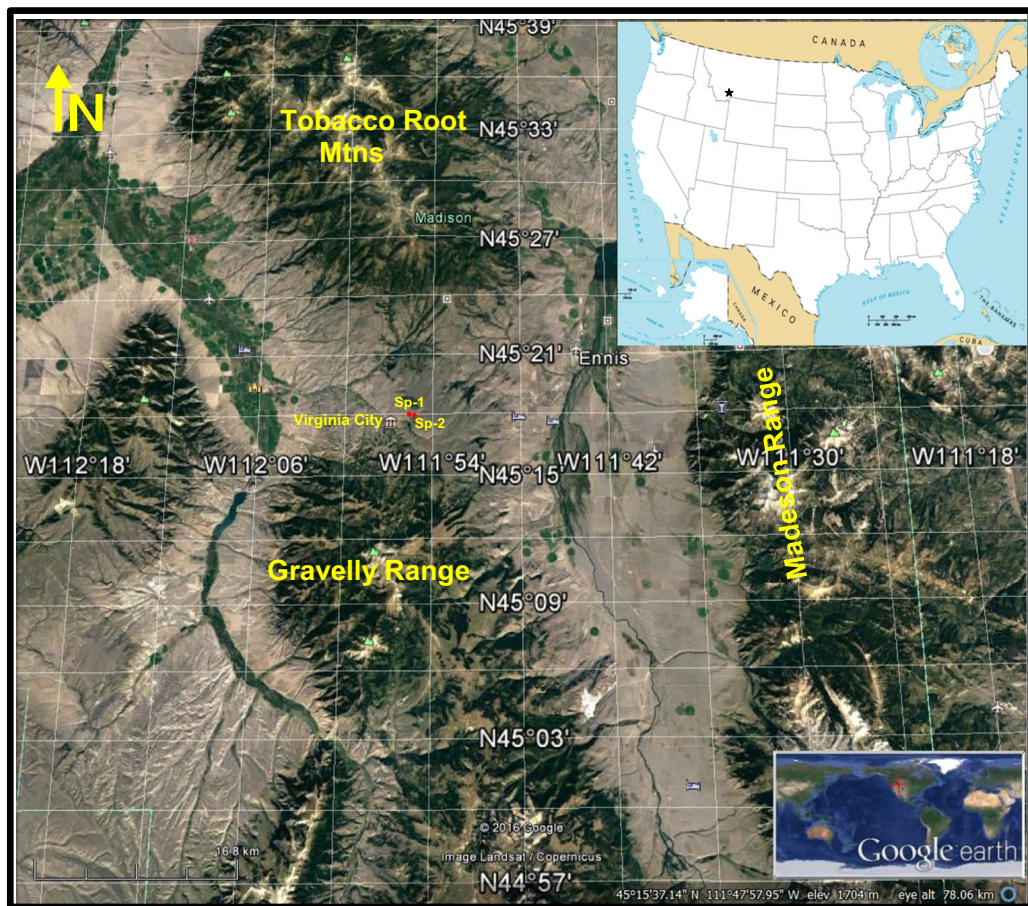 N45°39'
N
Tobacco Root
Mtns
N45°33'
Madison
N45°27'
N45°21'
Ennis
Sp-1
Virginia City
Sp-2
W112°18'
W112°06'
W111°54'
N45°15'
W111°42'
W111°30'
W111°18'
Madeson Range
Gravelly Range
N45°09'
N45°03'
© 2016 Google
Image Landsat / Copernicus
16.8 km
N44°57'
45°15'37.14" N 111°47'57.95" W elev 1704 m eye alt 78.06 km
Google earth
CANADA
PACIFIC OCEAN
ATLANTIC OCEAN
MEXICO
GULF OF MEXICO
THE BAHAMAS
CUBA